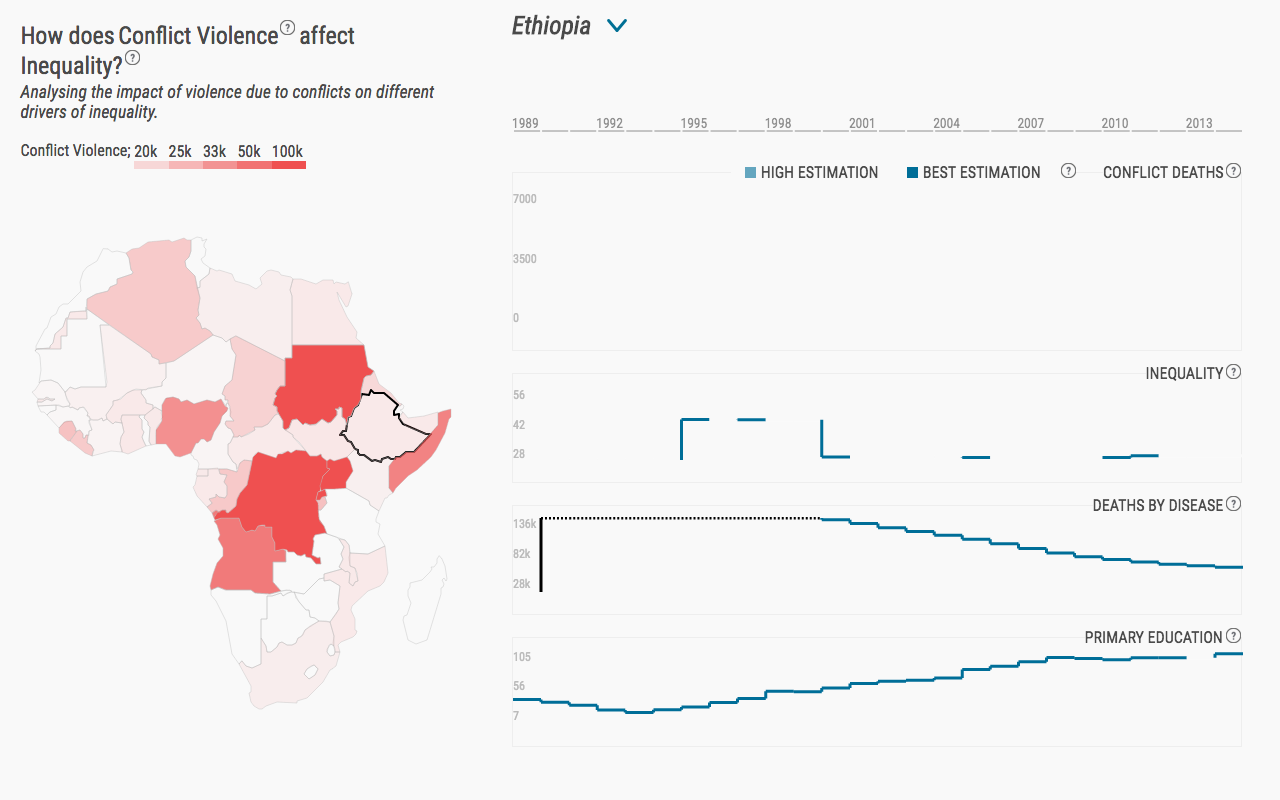 How does Conflict Violence ? affect
Inequality? ?
Analysing the impact of violence due to conflicts on different
drivers of inequality.
Conflict Violence; 20k 25k 33k 50k 100k
Ethiopia
1989 1992 1995 1998 2001 2004 2007 2010 2013
HIGH ESTIMATION BEST ESTIMATION ? CONFLICT DEATHS ?
7000
3500
0
INEQUALITY ?
56
42
28
DEATHS BY DISEASE ?
136k
82k
28k
PRIMARY EDUCATION ?
105
56
7